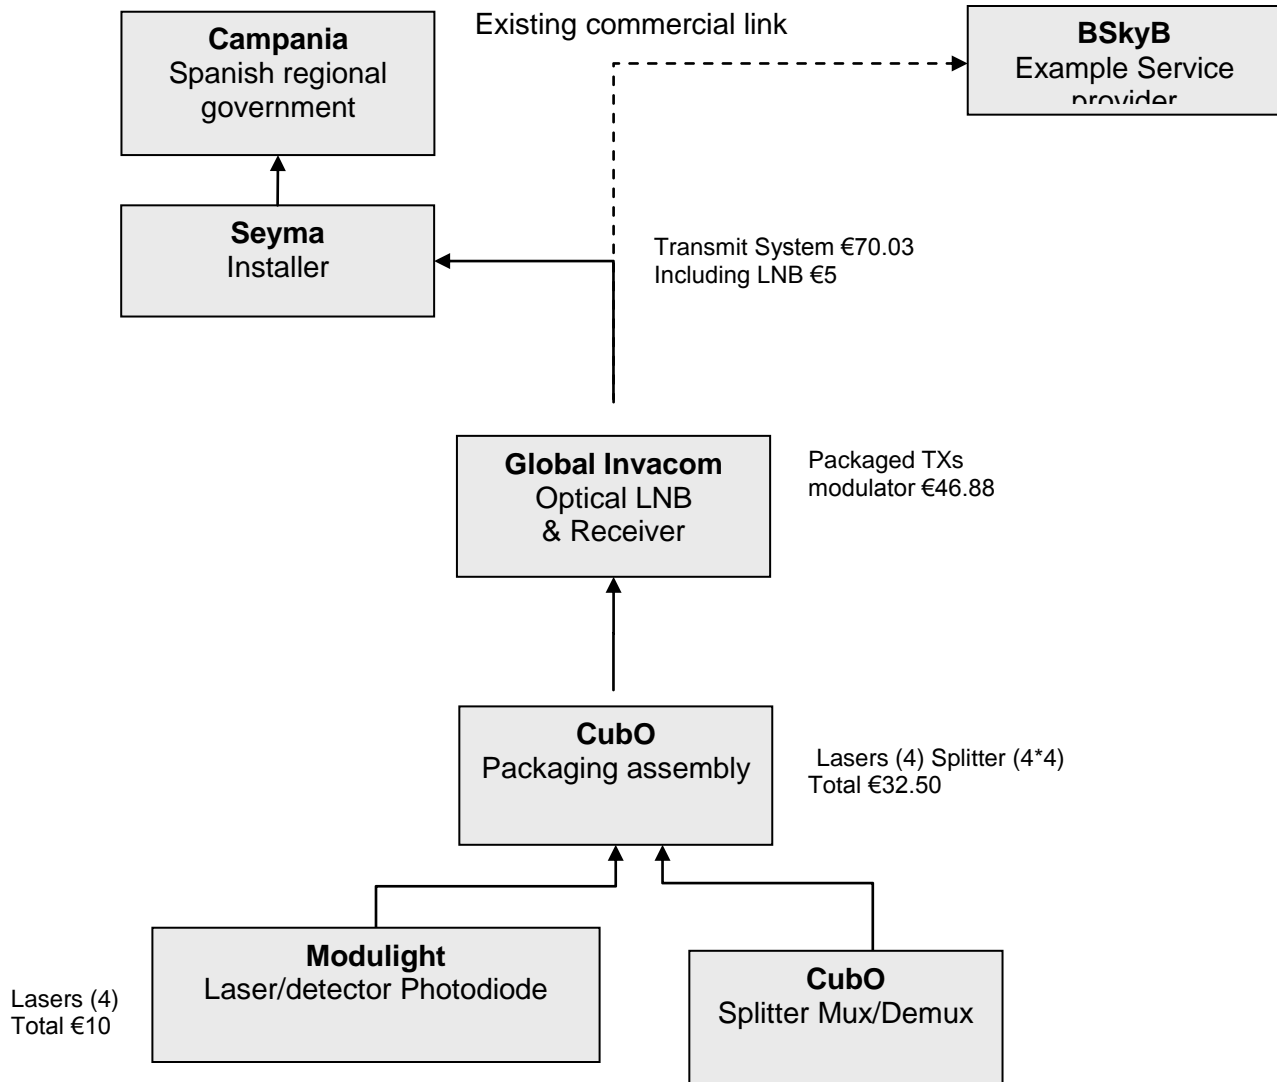 Campania
Spanish regional
government
Existing commercial link
BSkyB
Example Service
provider
Seyma
Installer
Transmit System €70.03
Including LNB €5
Global Invacom
Optical LNB
& Receiver
Packaged TXs
modulator €46.88
CubO
Packaging assembly
Lasers (4) Splitter (4*4)
Total €32.50
Modulight
Laser/detector Photodiode
Lasers (4)
Total €10
CubO
Splitter Mux/Demux